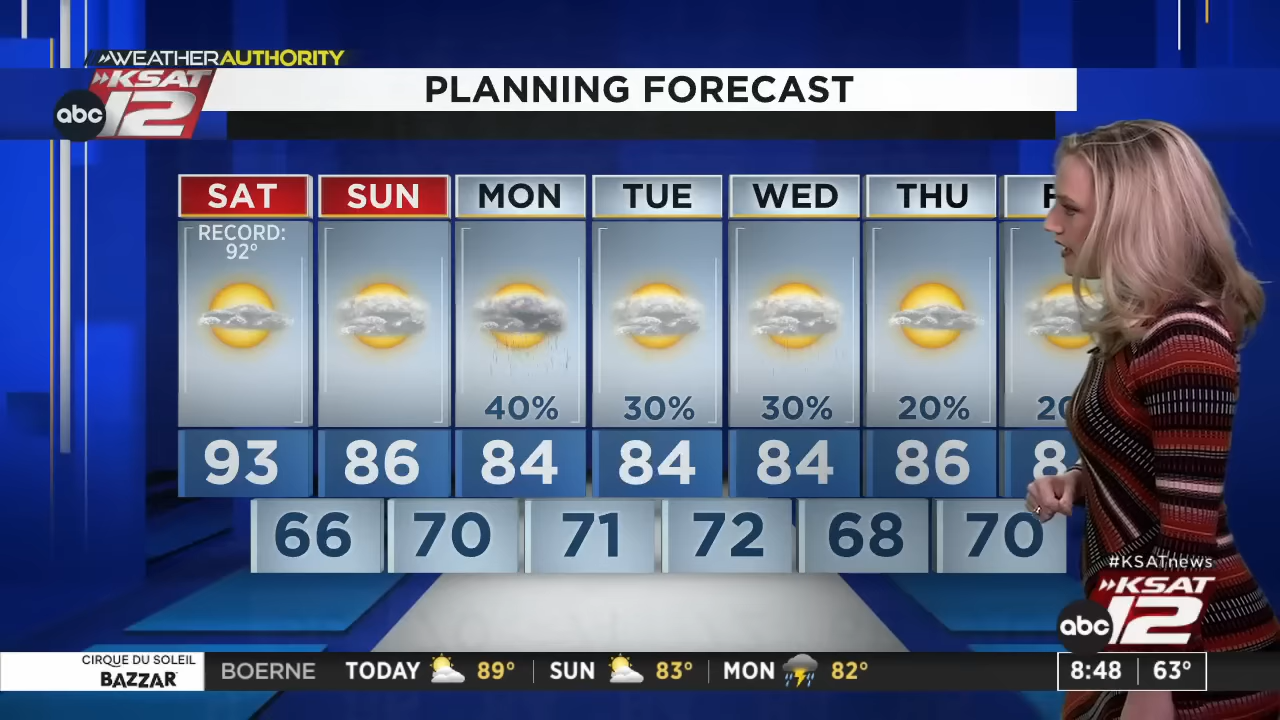 WEATHERAUTHORITY
KSAT
abc 12
PLANNING FORECAST
SAT SUN MON TUE WED THU
RECORD:
92°
40% 30% 30% 20%
93 86 84 84 84 86
66 70 71 72 68 70
#KSATnews
KSAT
abc 12
CIRQUE DU SOLEIL
BAZZAR
BOERNE TODAY 89° SUN 83° MON 82°
8:48 63°